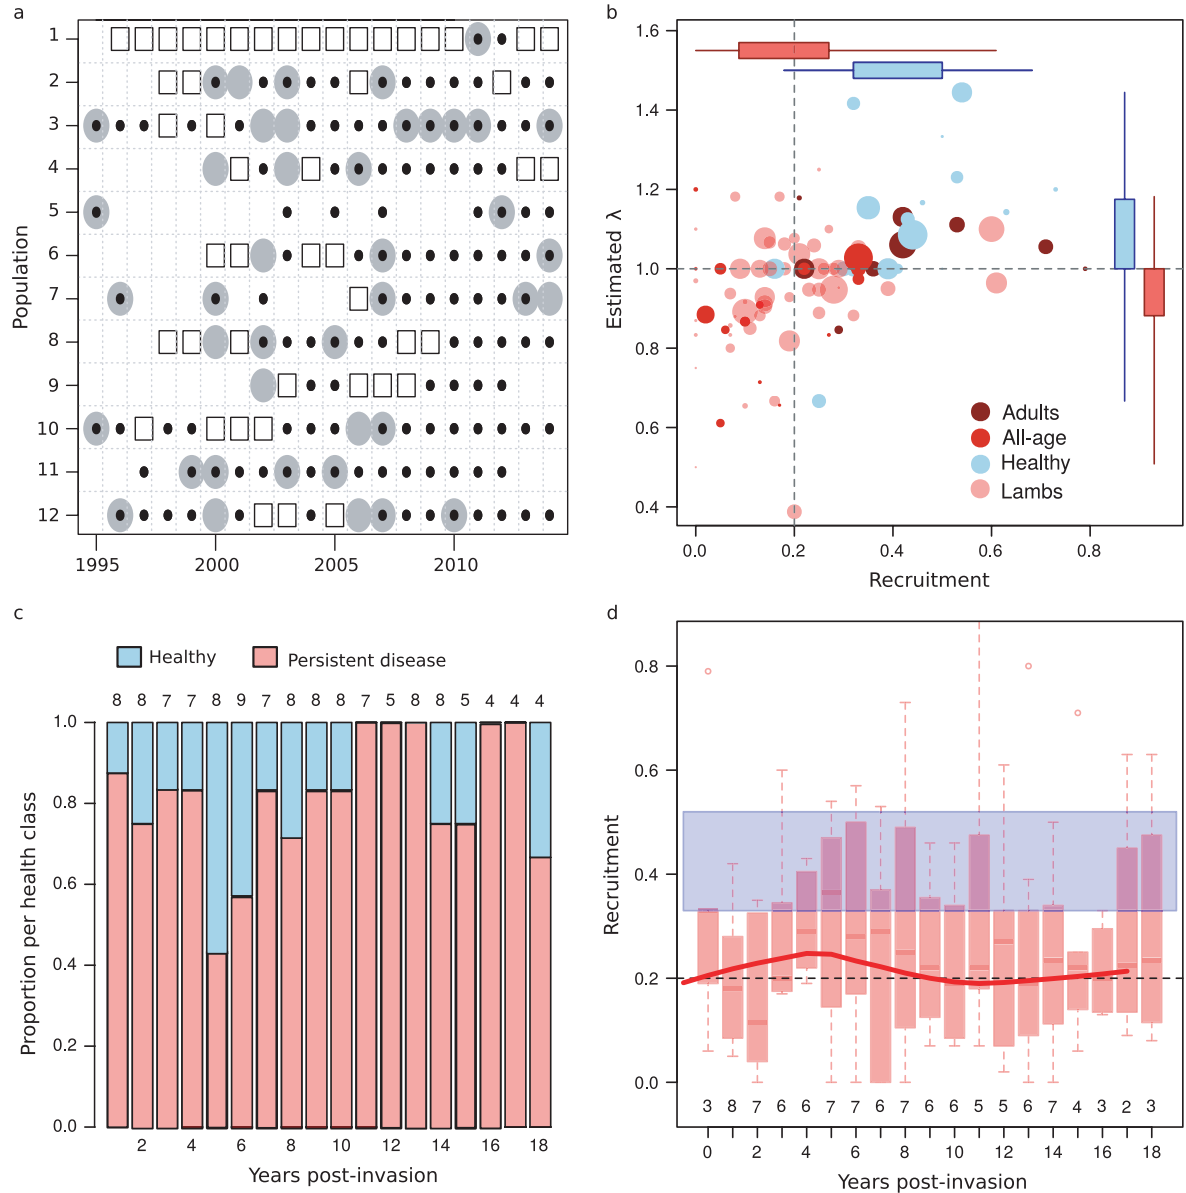 a
Population
1
2
3
4
5
6
7
8
9
10
11
12
1995 2000 2005 2010
b
Estimated λ
1.6
1.4
1.2
1.0
0.8
0.6
0.4
Adults
All-age
Healthy
Lambs
0.0 0.2 0.4 0.6 0.8
Recruitment
c
Healthy Persistent disease
8 8 7 7 8 9 7 8 8 8 7 5 8 8 5 4 4 4
Proportion per health class
1.0
0.8
0.6
0.4
0.2
0.0
2 4 6 8 10 12 14 16 18
Years post-invasion
d
Recruitment
0.8
0.6
0.4
0.2
0.0
3 8 7 6 6 7 7 6 7 6 6 5 5 6 7 4 3 2 3
0 2 4 6 8 10 12 14 16 18
Years post-invasion